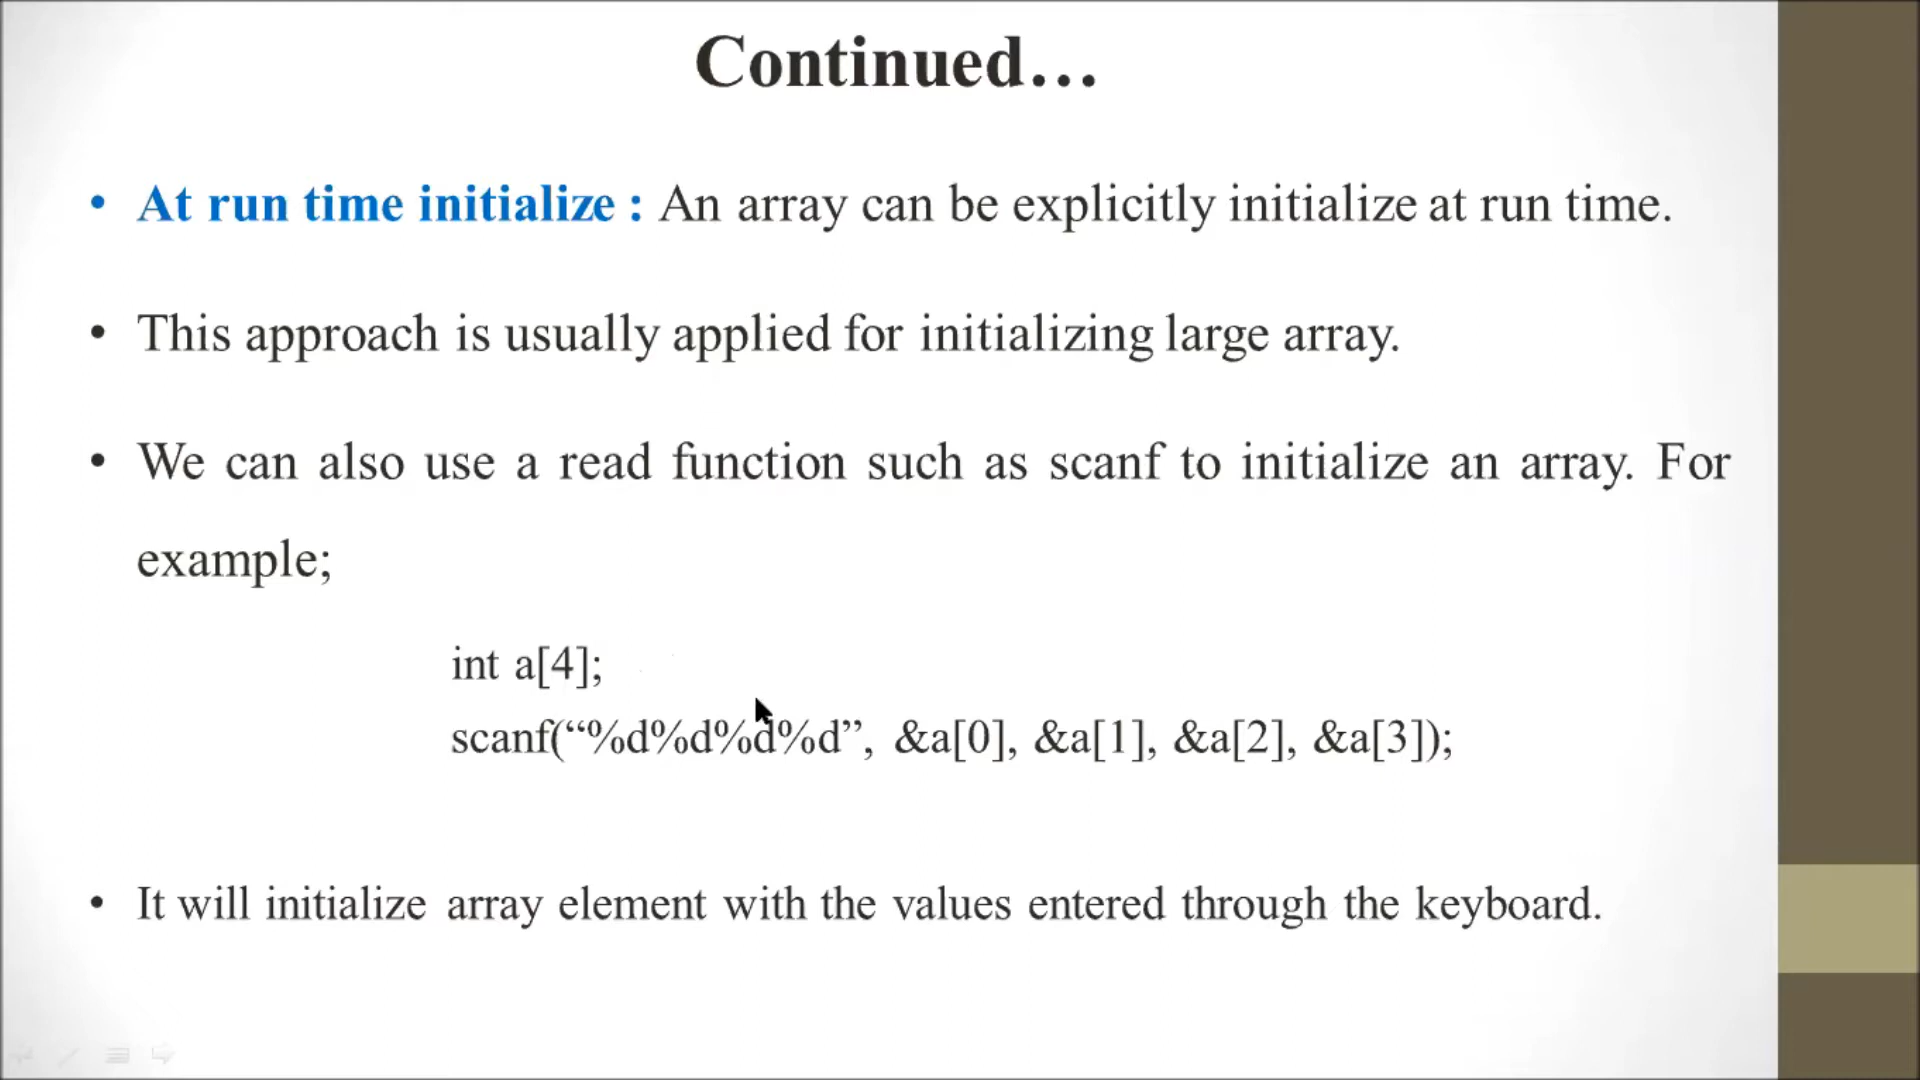 Continued…
• At run time initialize : An array can be explicitly initialize at run time.
• This approach is usually applied for initializing large array.
• We can also use a read function such as scanf to initialize an array. For
example;
int a[4];
scanf(“%d%d%d%d”, &a[0], &a[1], &a[2], &a[3]);
• It will initialize array element with the values entered through the keyboard.